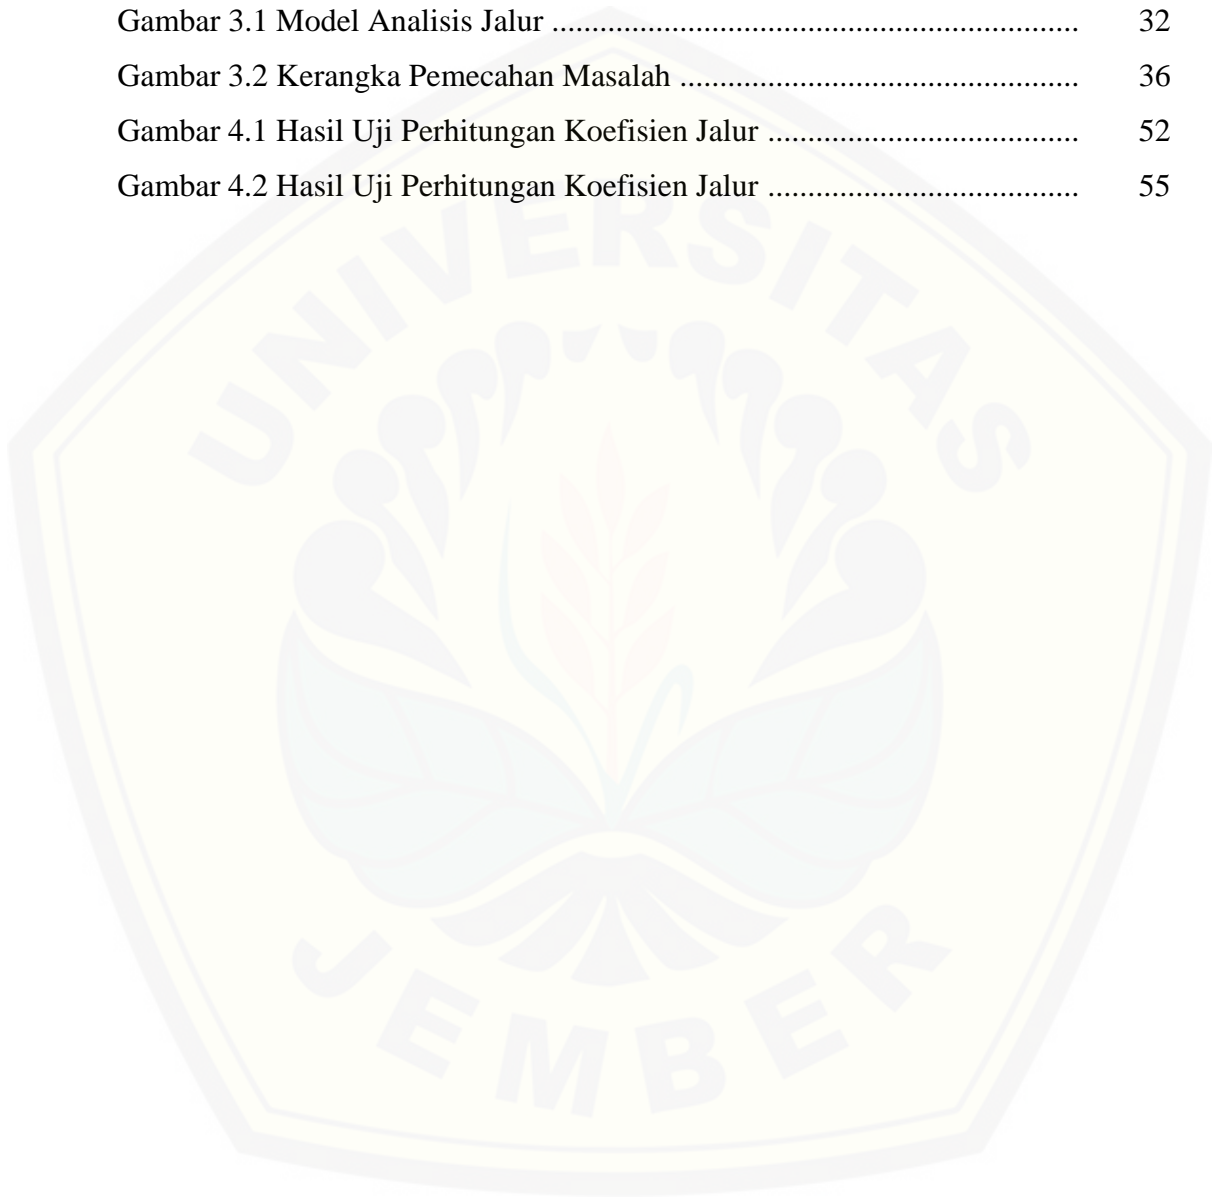 Gambar 3.1 Model Analisis Jalur .................................................................. 32
Gambar 3.2 Kerangka Pemecahan Masalah .................................................. 36
Gambar 4.1 Hasil Uji Perhitungan Koefisien Jalur ....................................... 52
Gambar 4.2 Hasil Uji Perhitungan Koefisien Jalur ....................................... 55
UNIVERSITAS
JEMBER